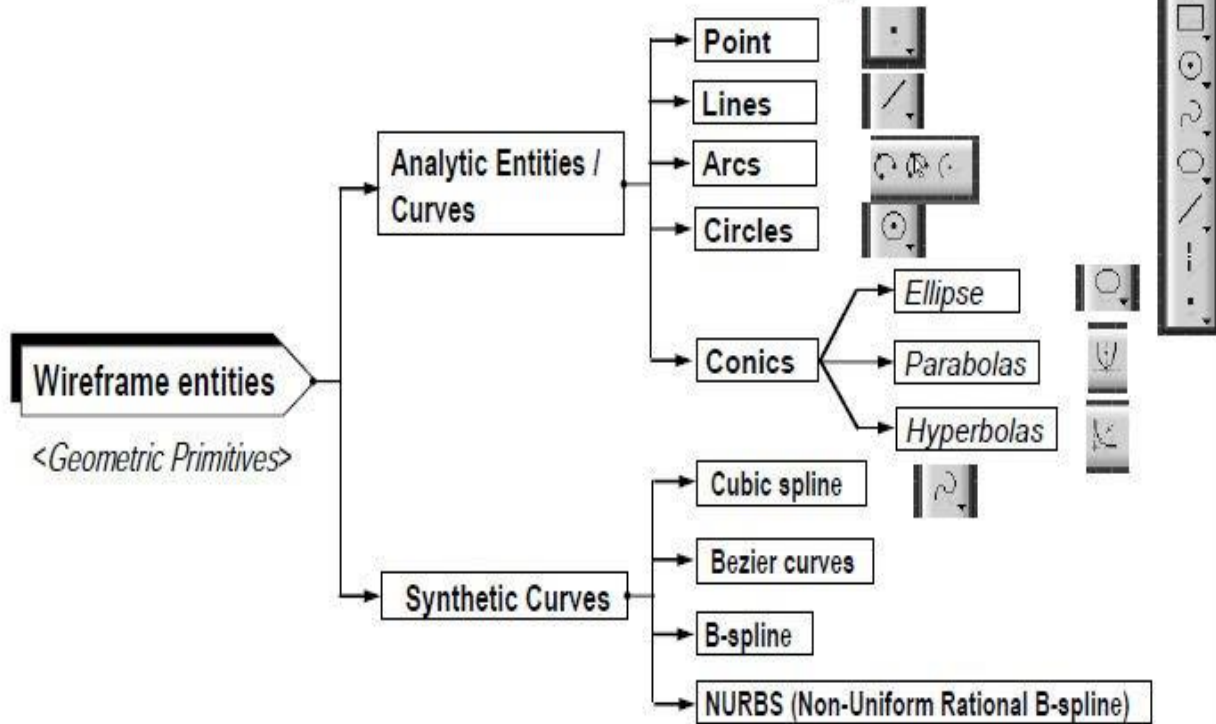 Point
Lines
Analytic Entities /
Curves
Arcs
Circles
Ellipse
Wireframe entities
Conics
Parabolas
<Geometric Primitives>
Hyperbolas
Cubic spline
Bezier curves
Synthetic Curves
B-spline
NURBS (Non-Uniform Rational B-spline)